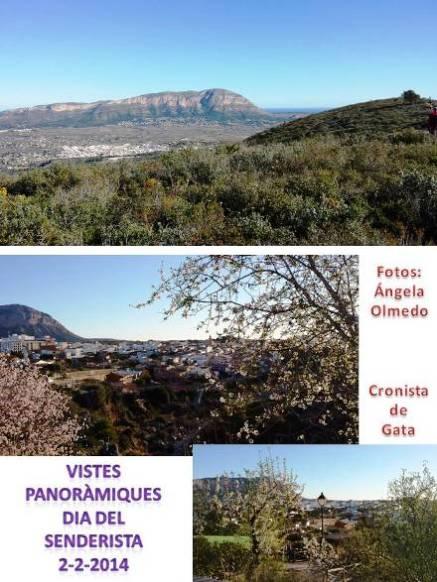 Fotos:
Ángela
Olmedo
Cronista
de
Gata
VISTES
PANORÀMIQUES
DIA DEL
SENDERISTA
2-2-2014